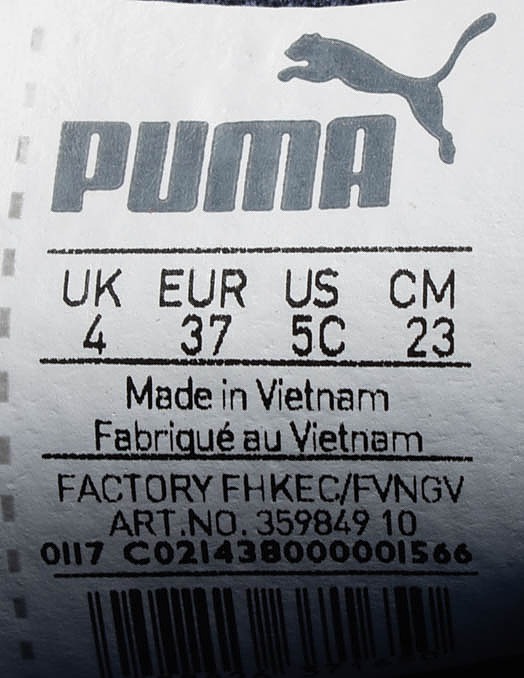 PUMA
UK EUR US CM
4 37 5C 23
Made in Vietnam
Fabriqué au Vietnam
FACTORY FHKEC/FVNGV
ART.NO. 359849 10
0117 C021438000001566